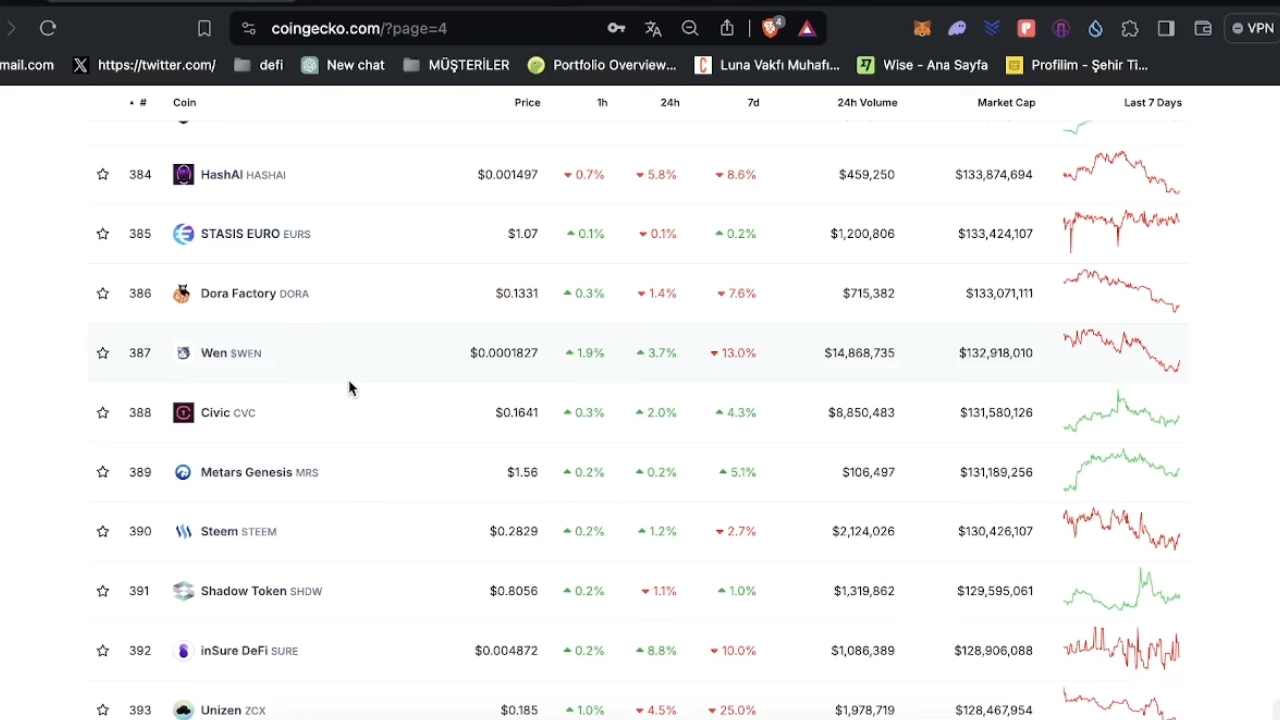 coingecko.com/?page=4
4
VPN
mail.com
https://twitter.com/
defi
New chat
MÜŞTERİLER
Portfolio Overview...
Luna Vakfı Muhafı...
Wise - Ana Sayfa
Profilim - Şehir Ti...
# Coin Price 1h 24h 7d 24h Volume Market Cap Last 7 Days
384 HashAI HASHAI $0.001497 0.7% 5.8% 8.6% $459,250 $133,874,694
385 STASIS EURO EURS $1.07 0.1% 0.1% 0.2% $1,200,806 $133,424,107
386 Dora Factory DORA $0.1331 0.3% 1.4% 7.6% $715,382 $133,071,111
387 Wen $WEN $0.0001827 1.9% 3.7% 13.0% $14,868,735 $132,918,010
388 Civic CVC $0.1641 0.3% 2.0% 4.3% $8,850,483 $131,580,126
389 Metars Genesis MRS $1.56 0.2% 0.2% 5.1% $106,497 $131,189,256
390 Steem STEEM $0.2829 0.2% 1.2% 2.7% $2,124,026 $130,426,107
391 Shadow Token SHDW $0.8056 0.2% 1.1% 1.0% $1,319,862 $129,595,061
392 inSure DeFi SURE $0.004872 0.2% 8.8% 10.0% $1,086,389 $128,906,088
393 Unizen ZCX $0.185 1.0% 4.5% 25.0% $1,978,719 $128,467,954